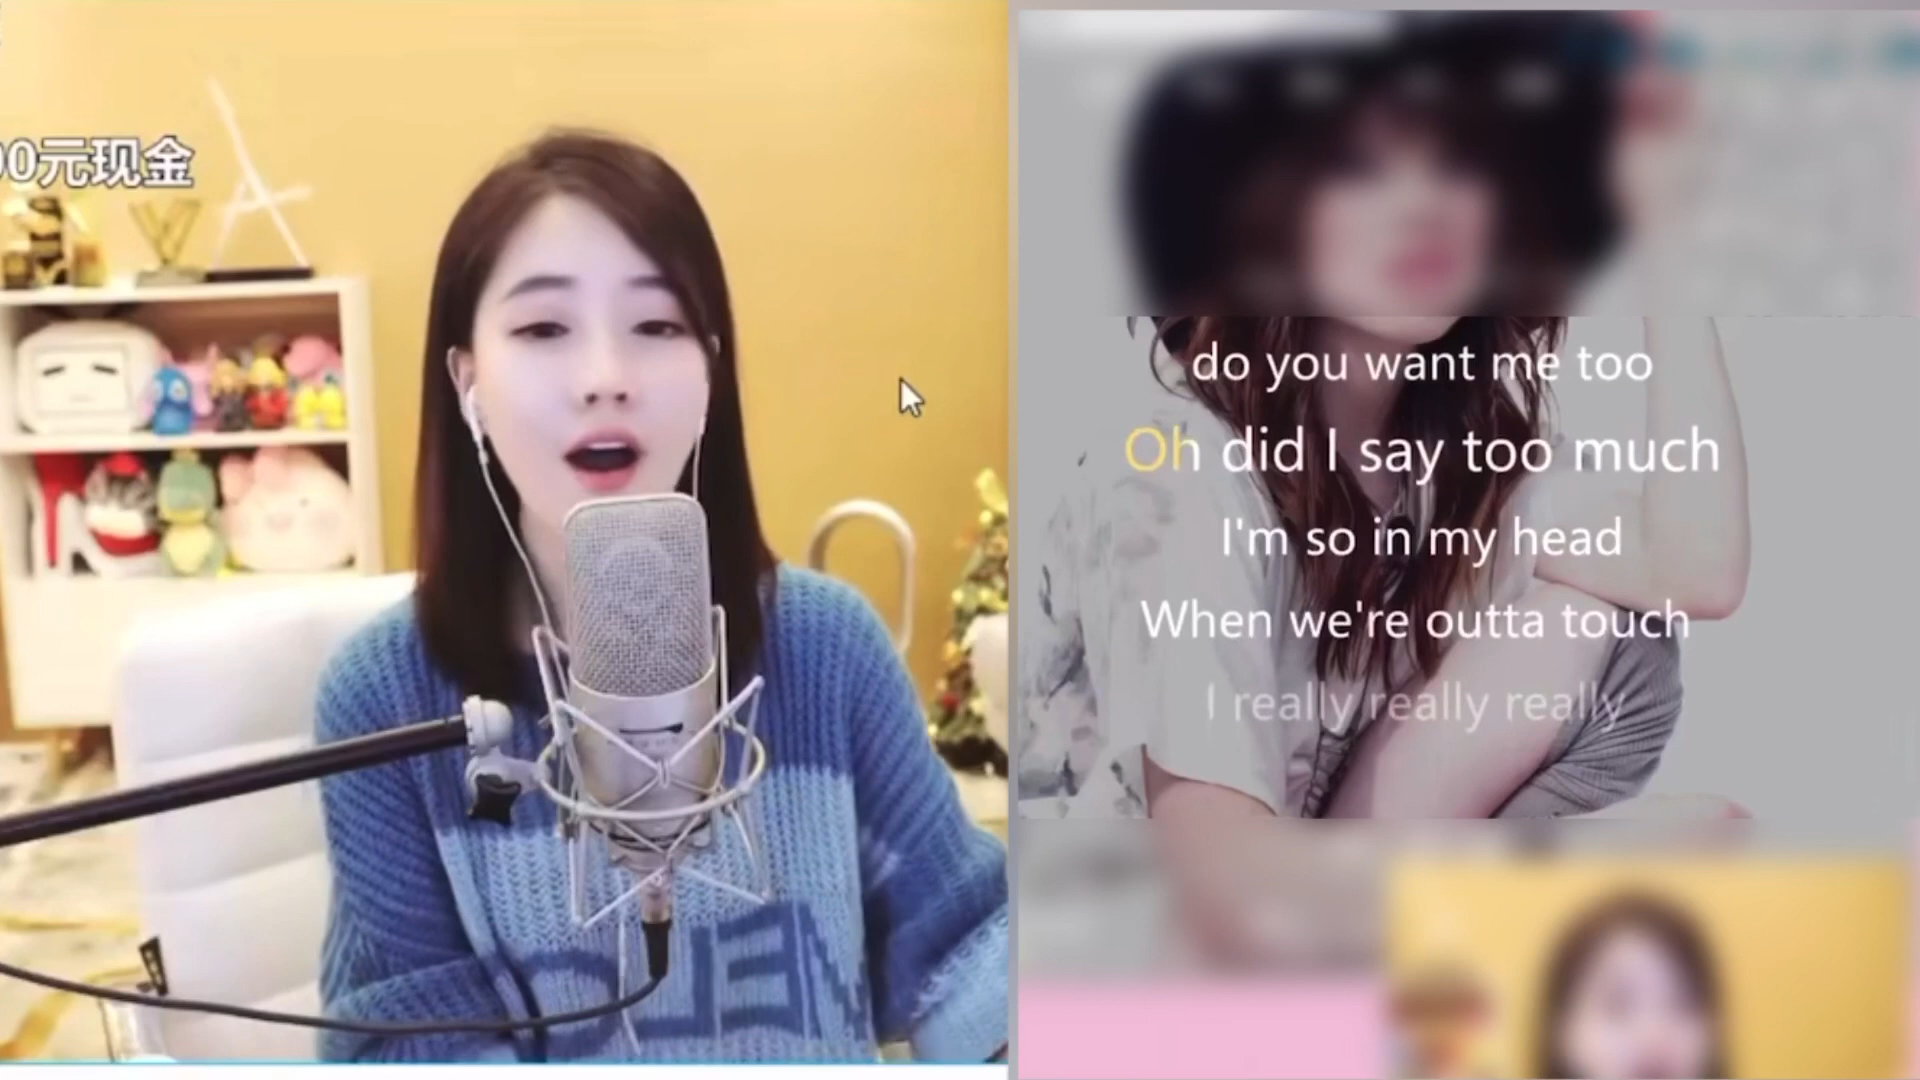 00元现金
do you want me too
Oh did I say too much
I'm so in my head
When we're outta touch
I really really really